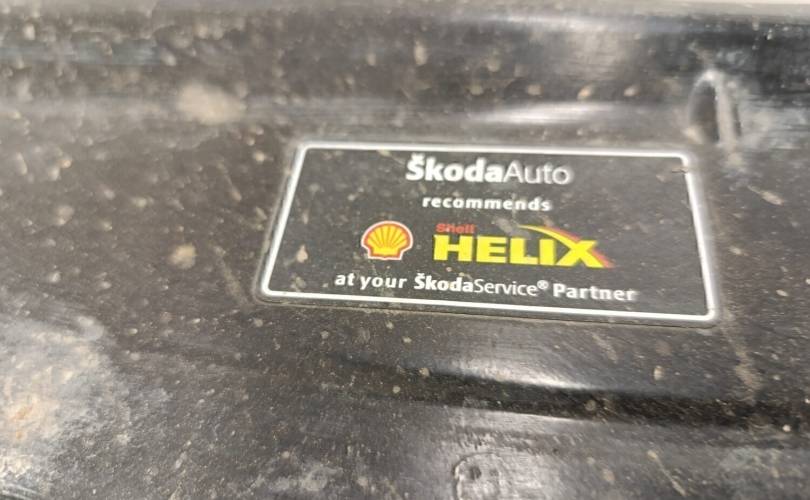 ŠkodaAuto
recommends
Shell
HELIX
at your ŠkodaService® Partner